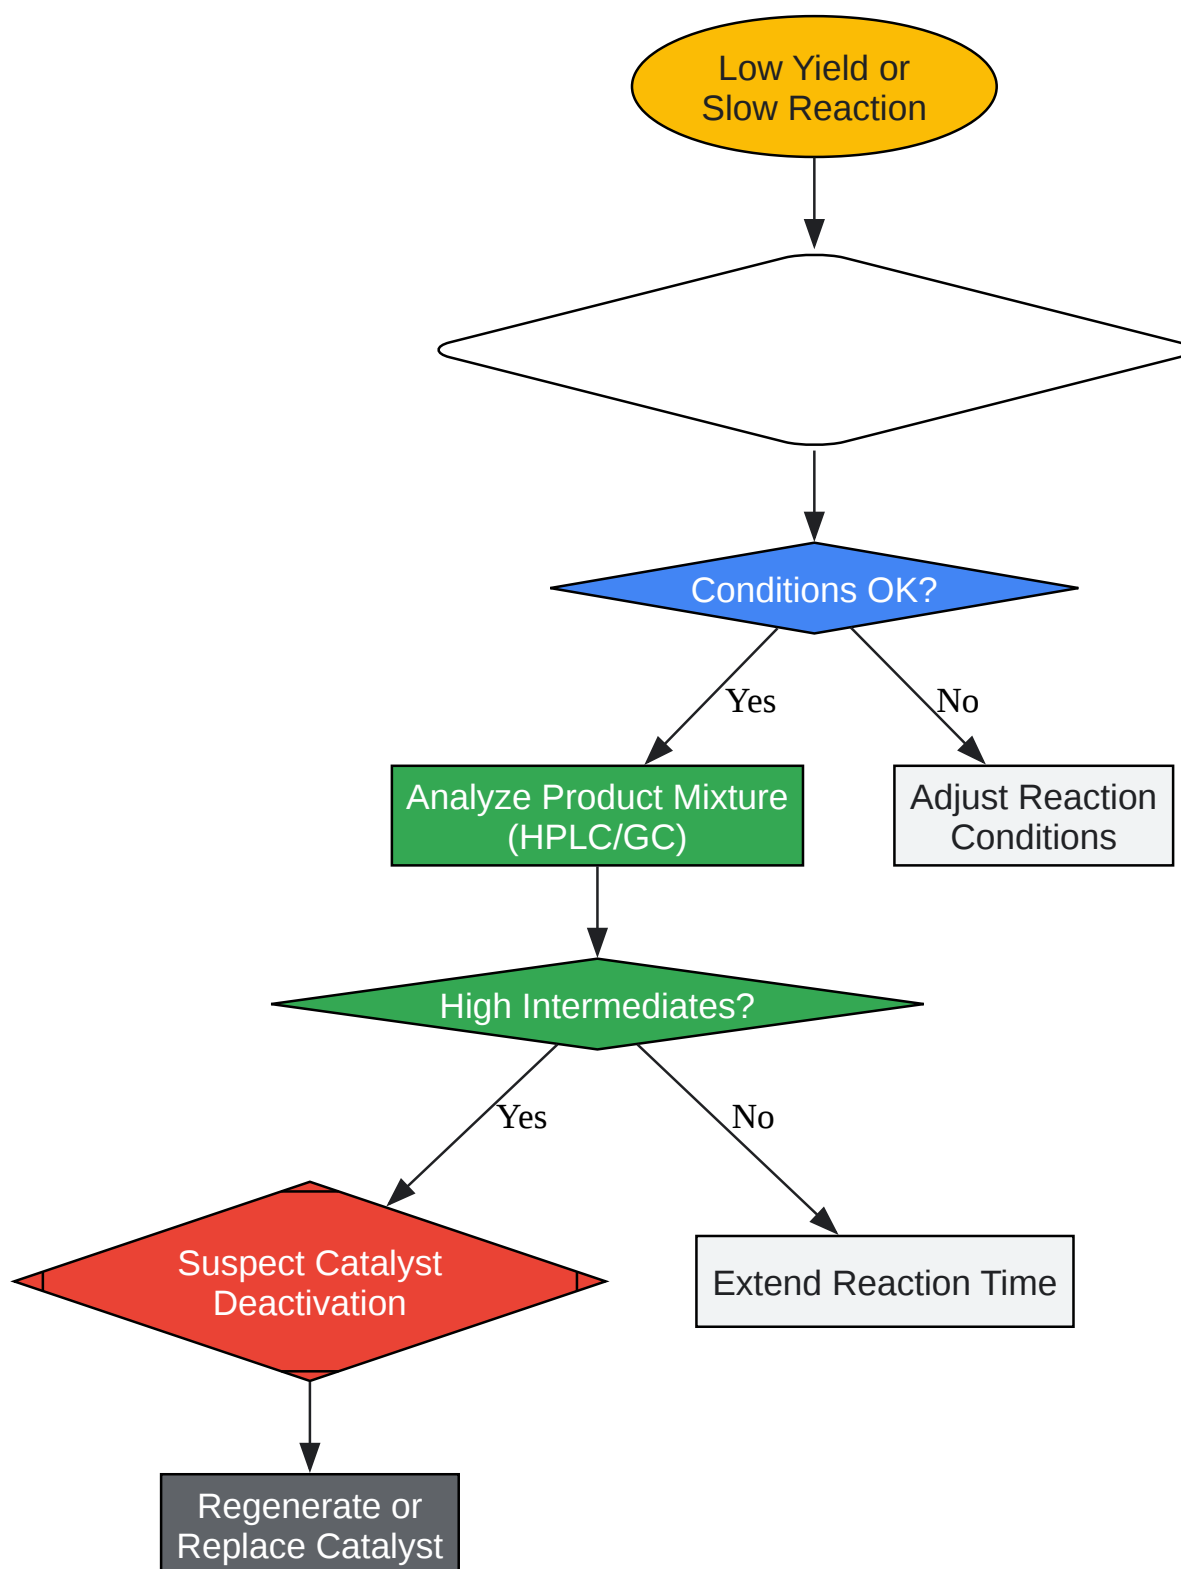 Low Yield or
Slow Reaction
Conditions OK?
Yes
No
Analyze Product Mixture
(HPLC/GC)
Adjust Reaction
Conditions
High Intermediates?
Yes
No
Suspect Catalyst
Deactivation
Extend Reaction Time
Regenerate or
Replace Catalyst